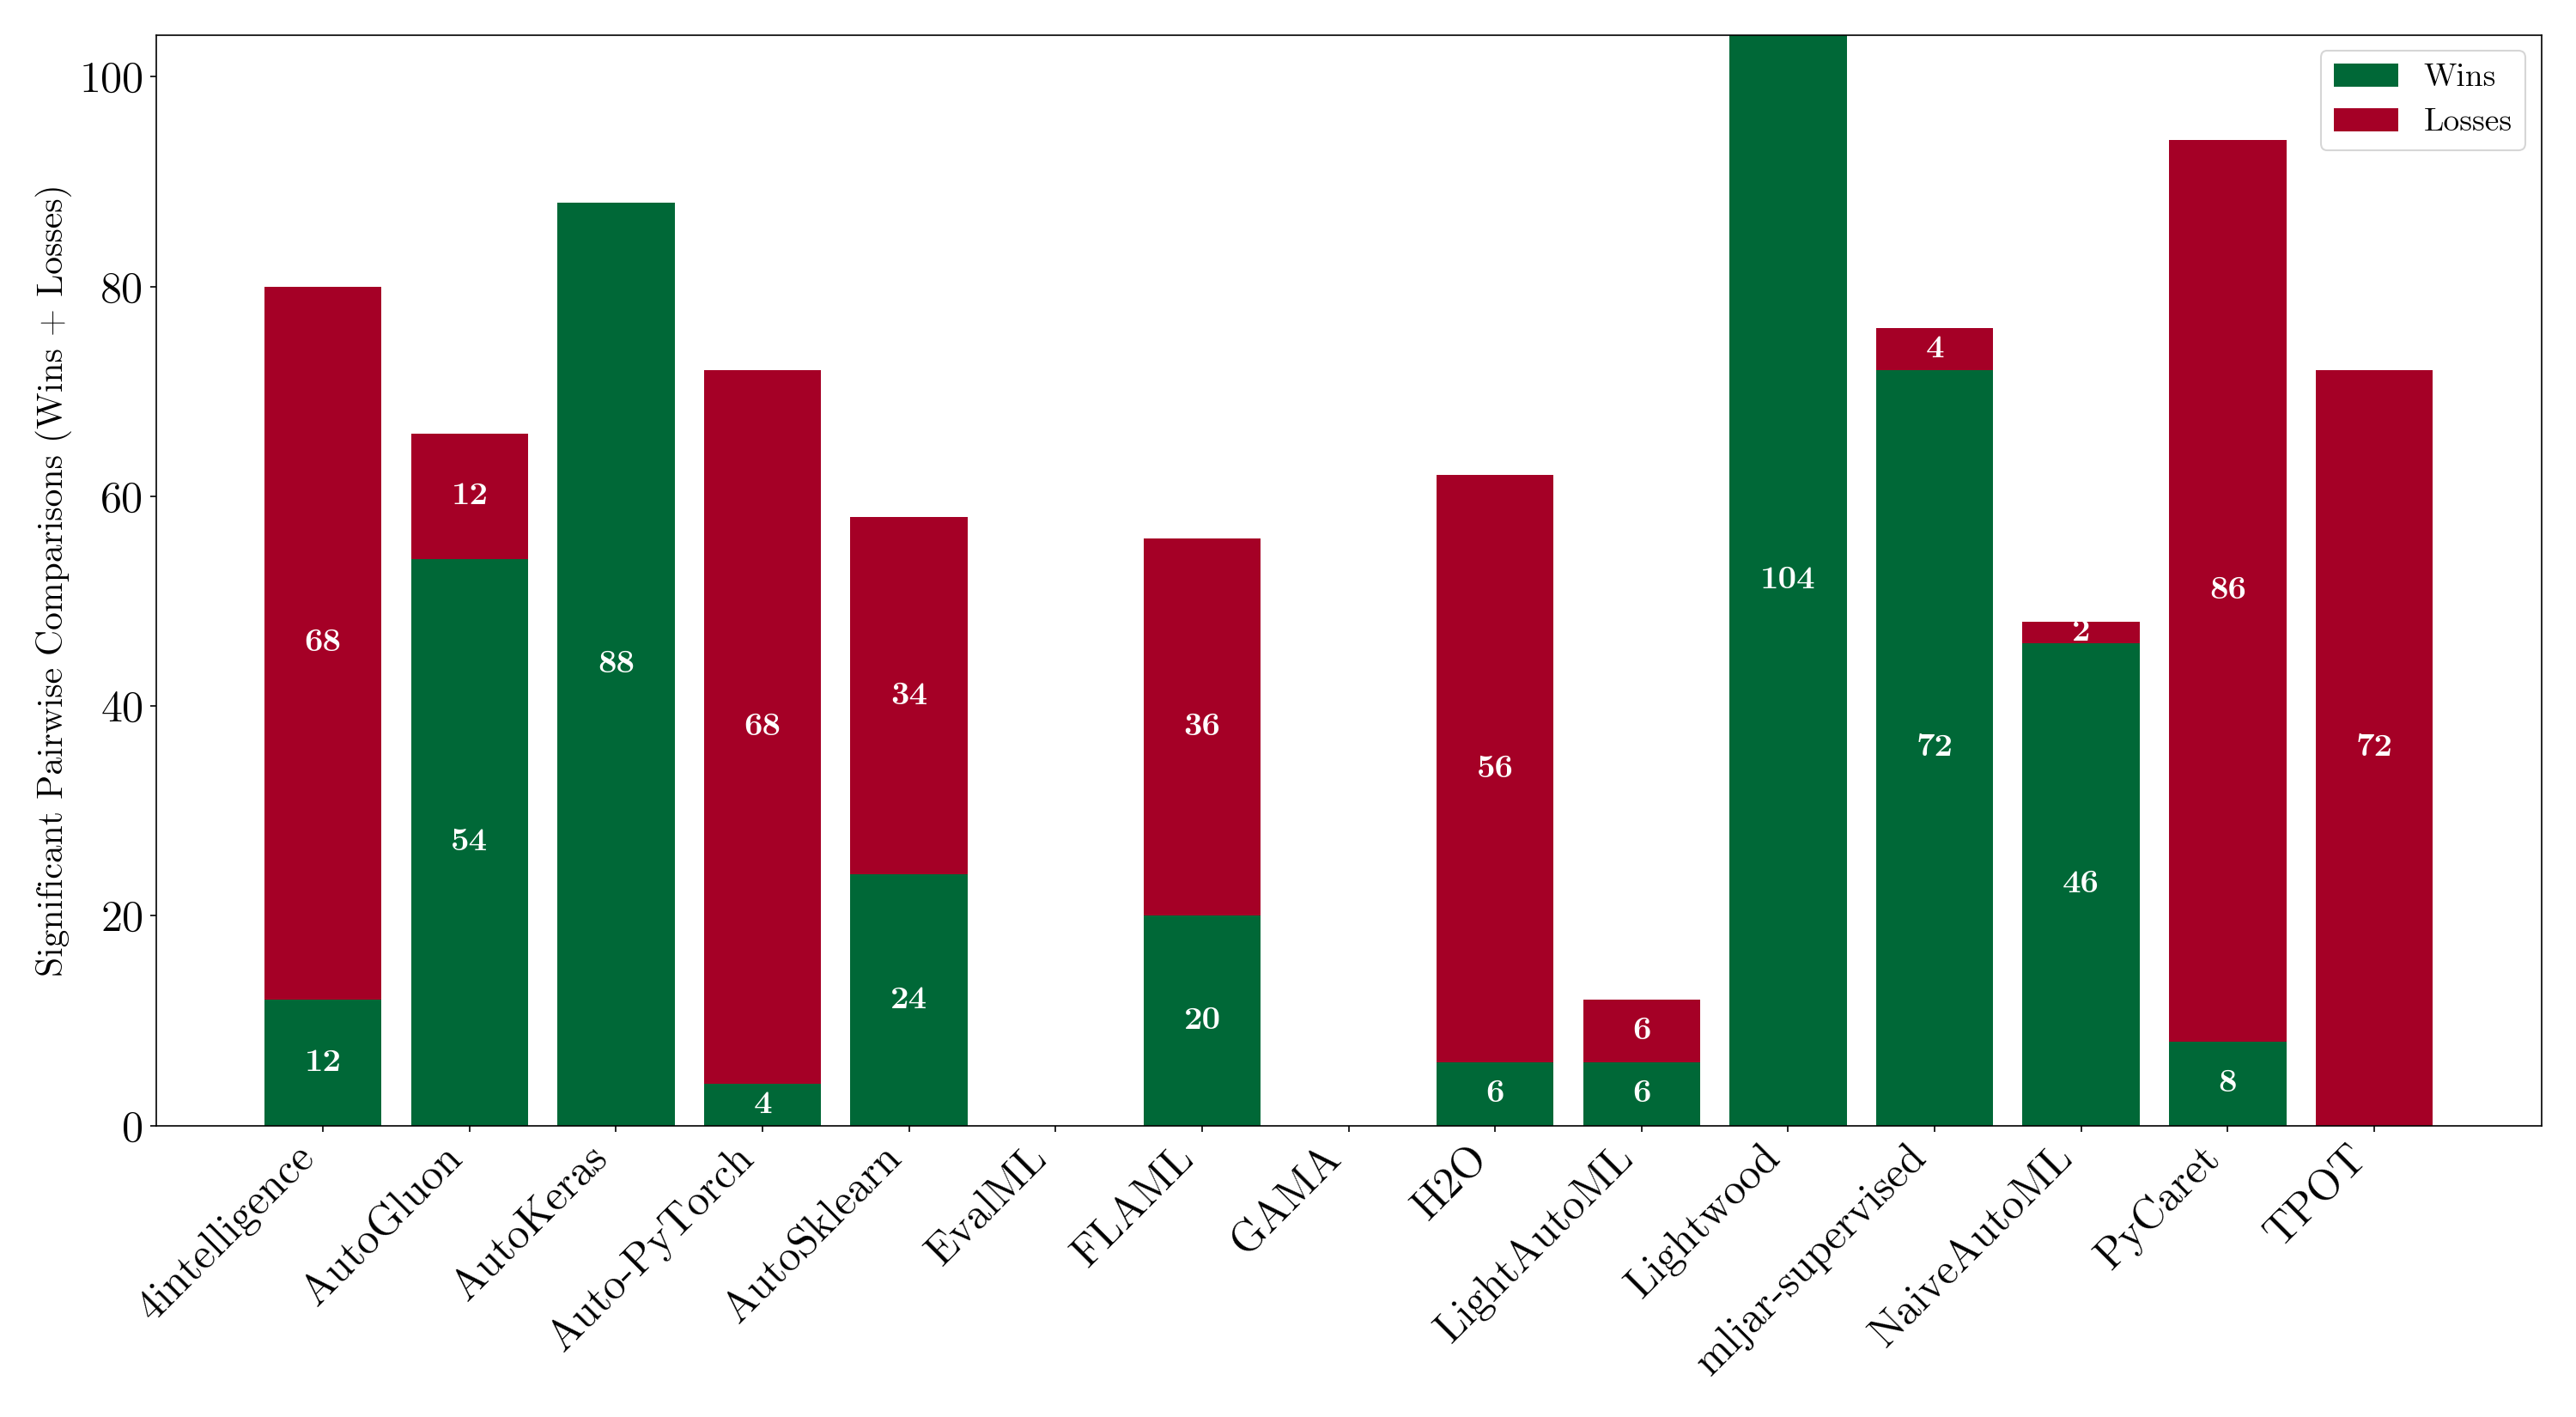 Significant Pairwise Comparisons (Wins + Losses)
100
80
60
40
20
0
Wins
Losses
68
12
12
54
88
68
4
34
24
36
20
56
6
6
6
104
4
72
2
46
86
8
72
4intelligence
AutoGluon
AutoKeras
Auto-PyTorch
AutoSklearn
EvalML
FLAML
GAMA
H2O
LightAutoML
Lightwood
mljar-supervised
NaiveAutoML
PyCaret
TPOT